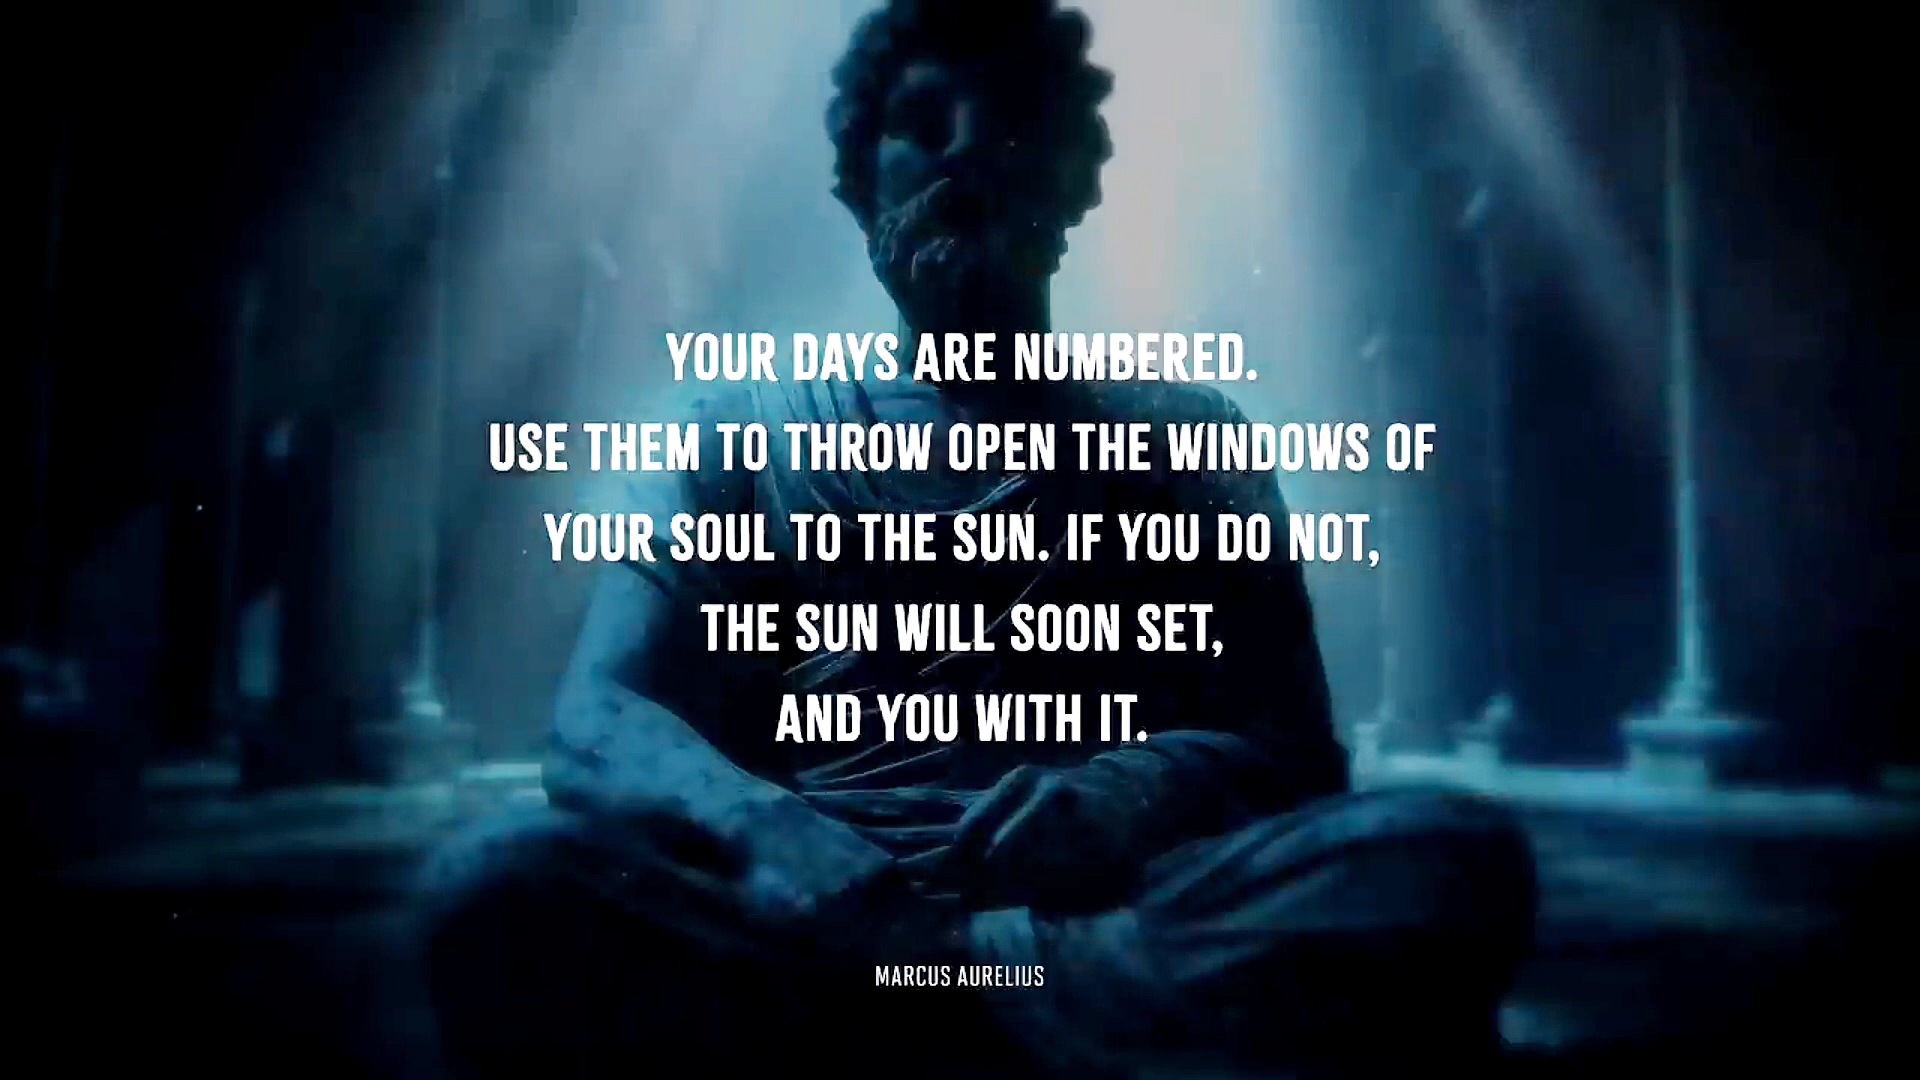 YOUR DAYS ARE NUMBERED.
USE THEM TO THROW OPEN THE WINDOWS OF
YOUR SOUL TO THE SUN. IF YOU DO NOT,
THE SUN WILL SOON SET,
AND YOU WITH IT.
MARCUS AURELIUS